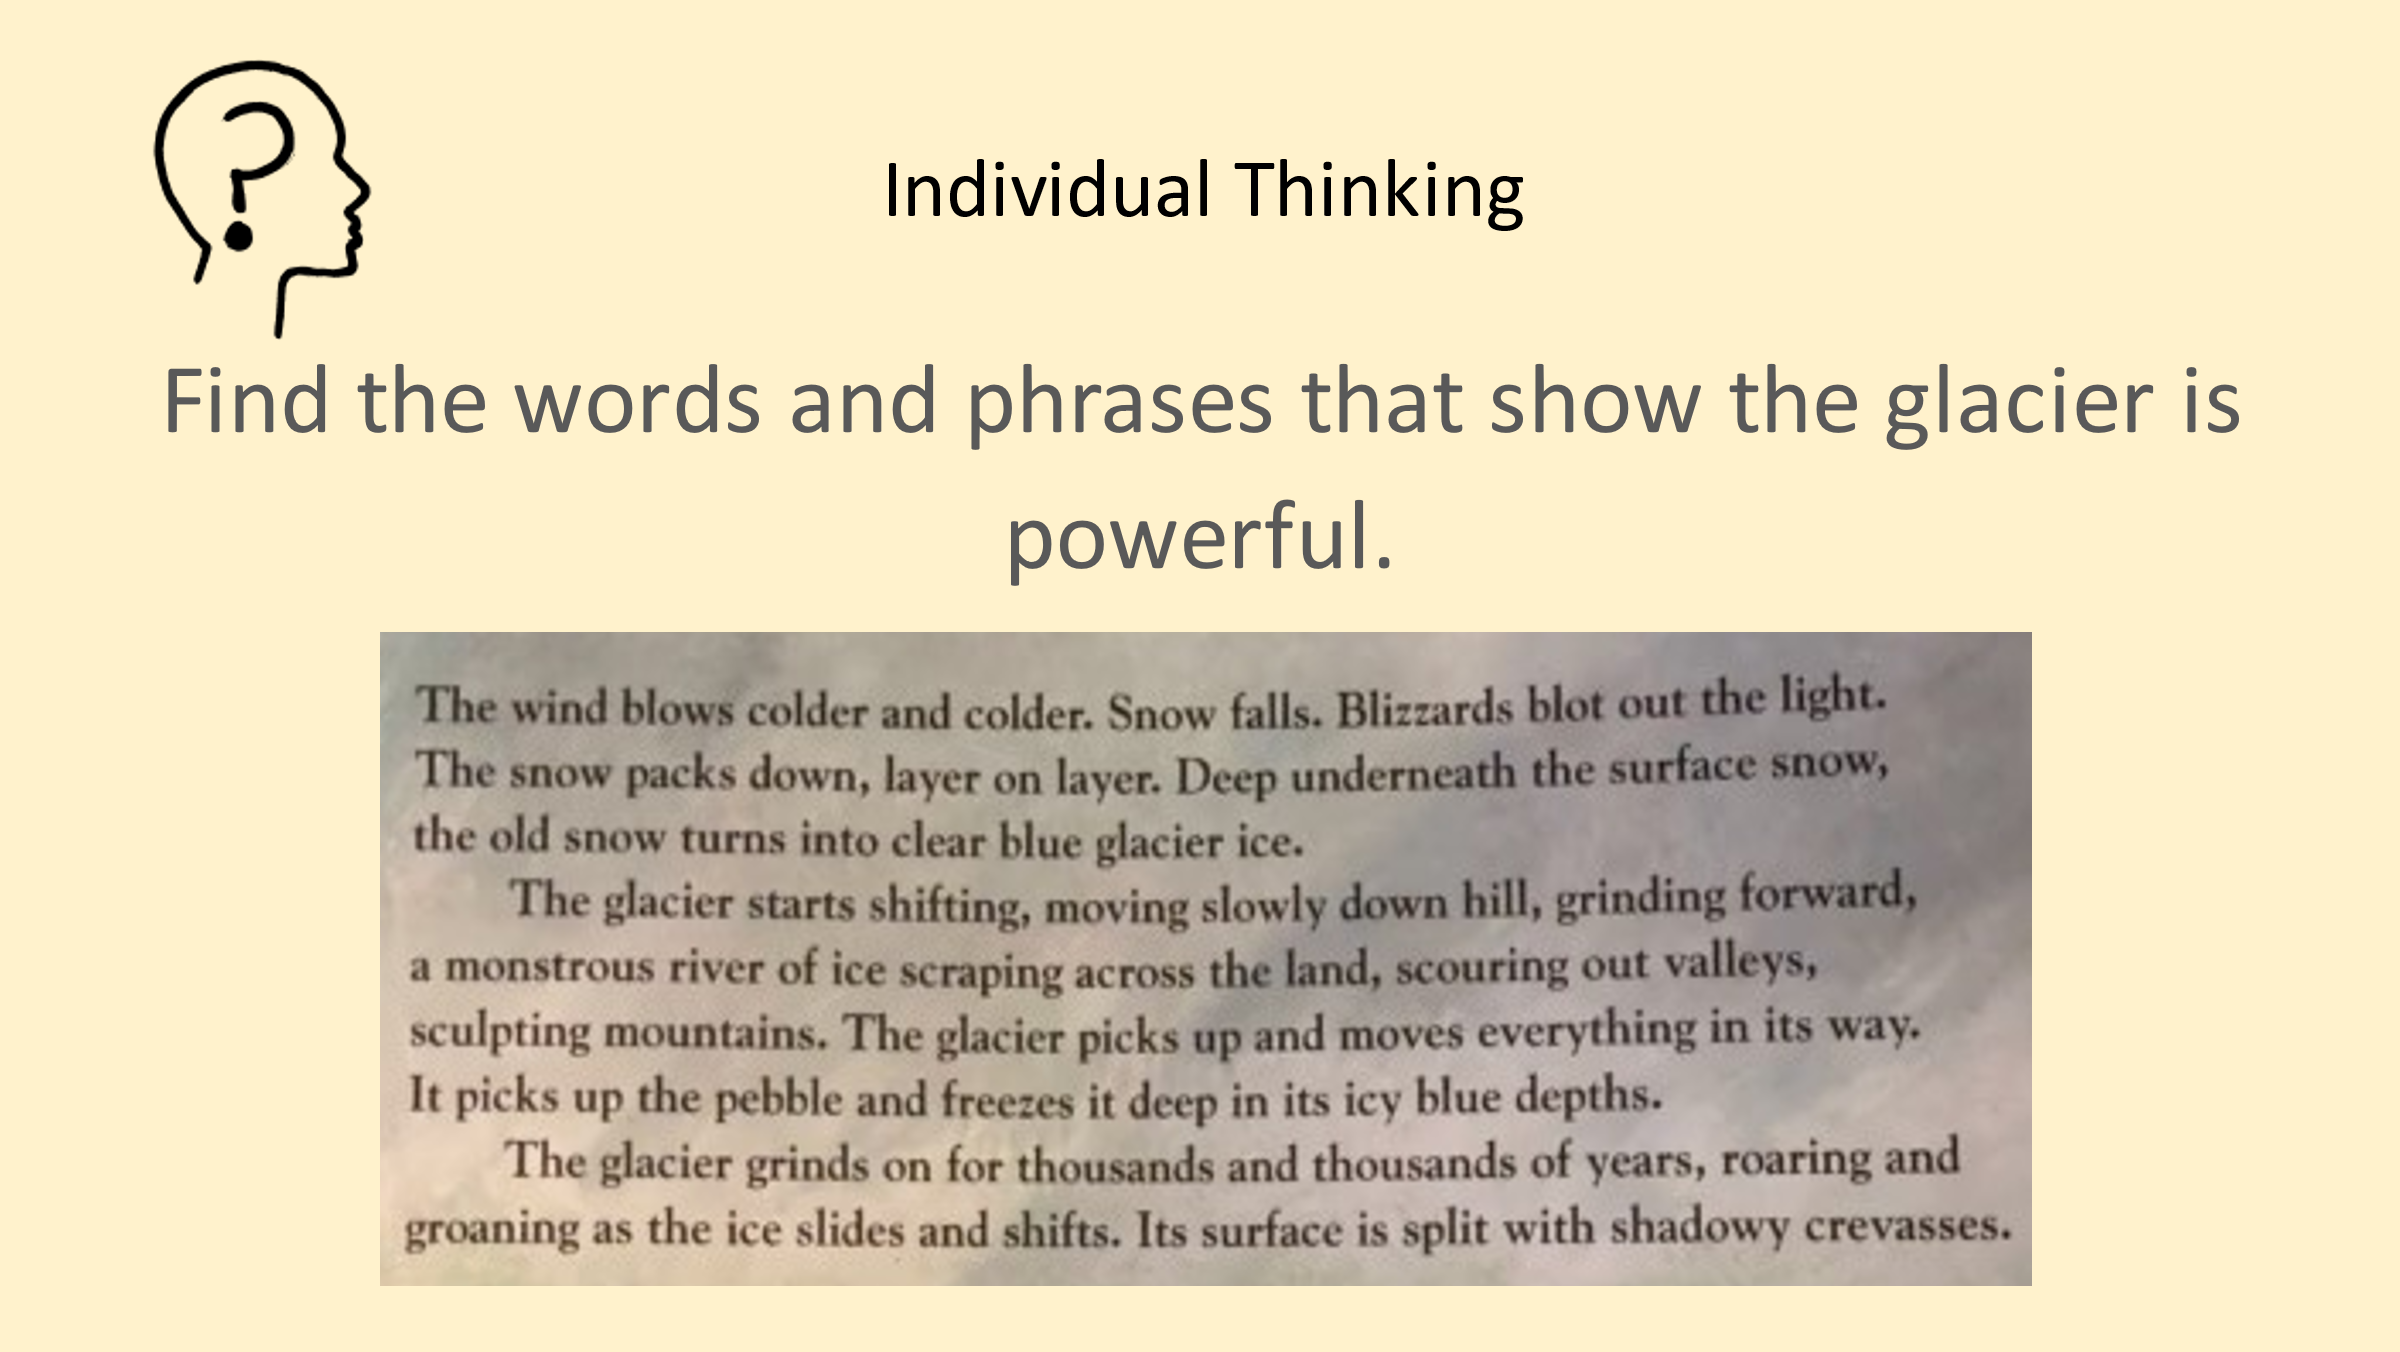 Individual Thinking
Find the words and phrases that show the glacier is
powerful.
The wind blows colder and colder. Snow falls. Blizzards blot out the light.
The snow packs down, layer on layer. Deep underneath the surface snow,
the old snow turns into clear blue glacier ice.
The glacier starts shifting, moving slowly down hill, grinding forward,
a monstrous river of ice scraping across the land, scouring out valleys,
sculpting mountains. The glacier picks up and moves everything in its way.
It picks up the pebble and freezes it deep in its icy blue depths.
The glacier grinds on for thousands and thousands of years, roaring and
groaning as the ice slides and shifts. Its surface is split with shadowy crevasses.